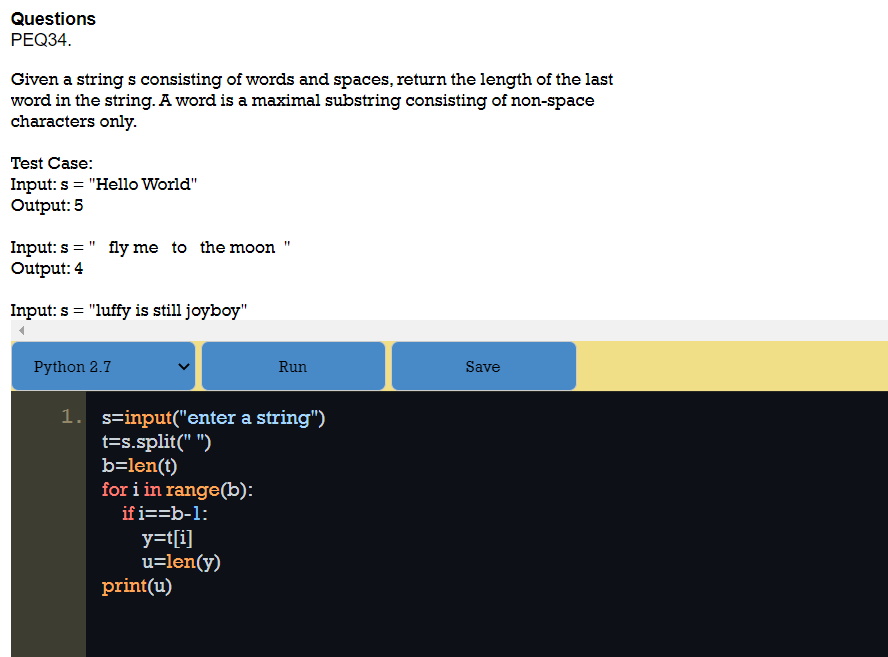 Questions
PEQ34.
Given a string s consisting of words and spaces, return the length of the last
word in the string. A word is a maximal substring consisting of non-space
characters only.
Test Case:
Input: s = "Hello World"
Output: 5
Input: s = "   fly me   to   the moon  "
Output: 4
Input: s = "luffy is still joyboy"
Python 2.7
Run
Save
1. s=input("enter a string")
t=s.split(" ")
b=len(t)
for i in range(b):
    if i==b-1:
        y=t[i]
        u=len(y)
print(u)